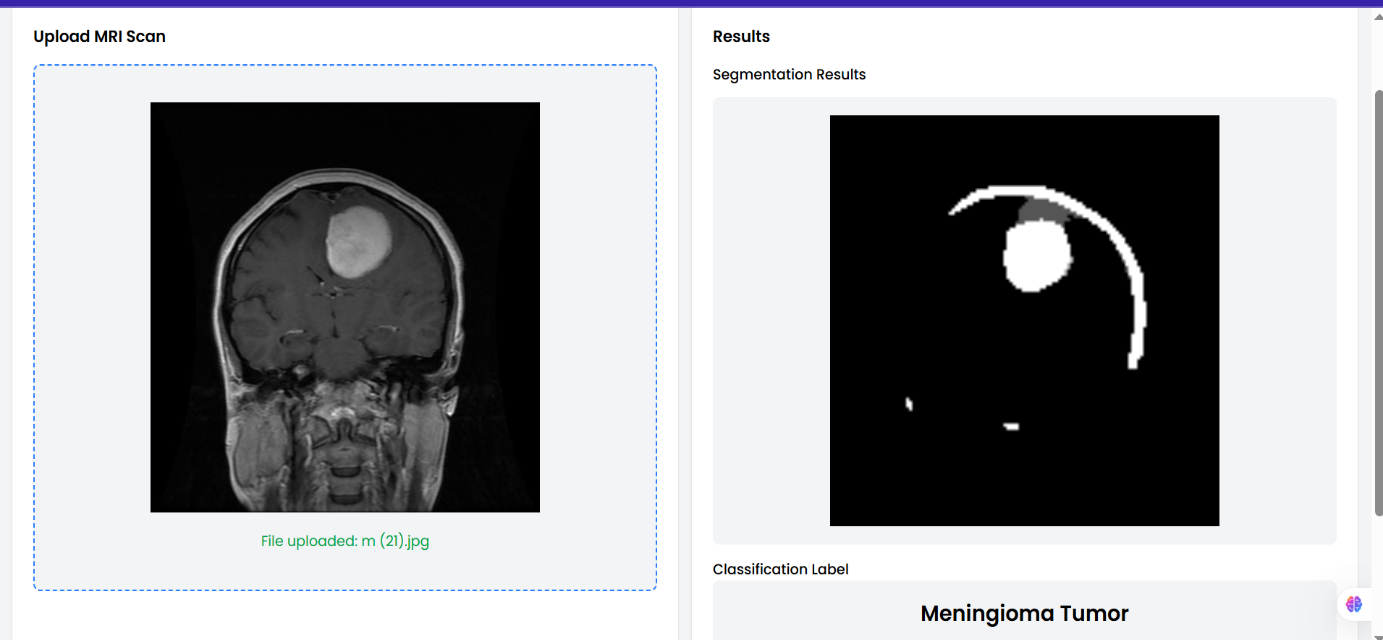 Upload MRI Scan
File uploaded: m (21).jpg
Results
Segmentation Results
Classification Label
Meningioma Tumor